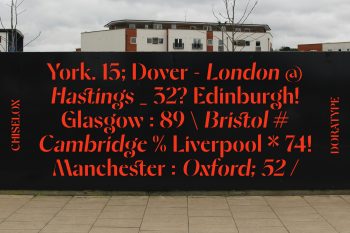 York. 15; Dover - London @
Hastings _ 32? Edinburgh!
Glasgow : 89 \ Bristol #
Cambridge % Liverpool * 74!
Manchester : Oxford; 52 /
CHISELOX
DORATYPE